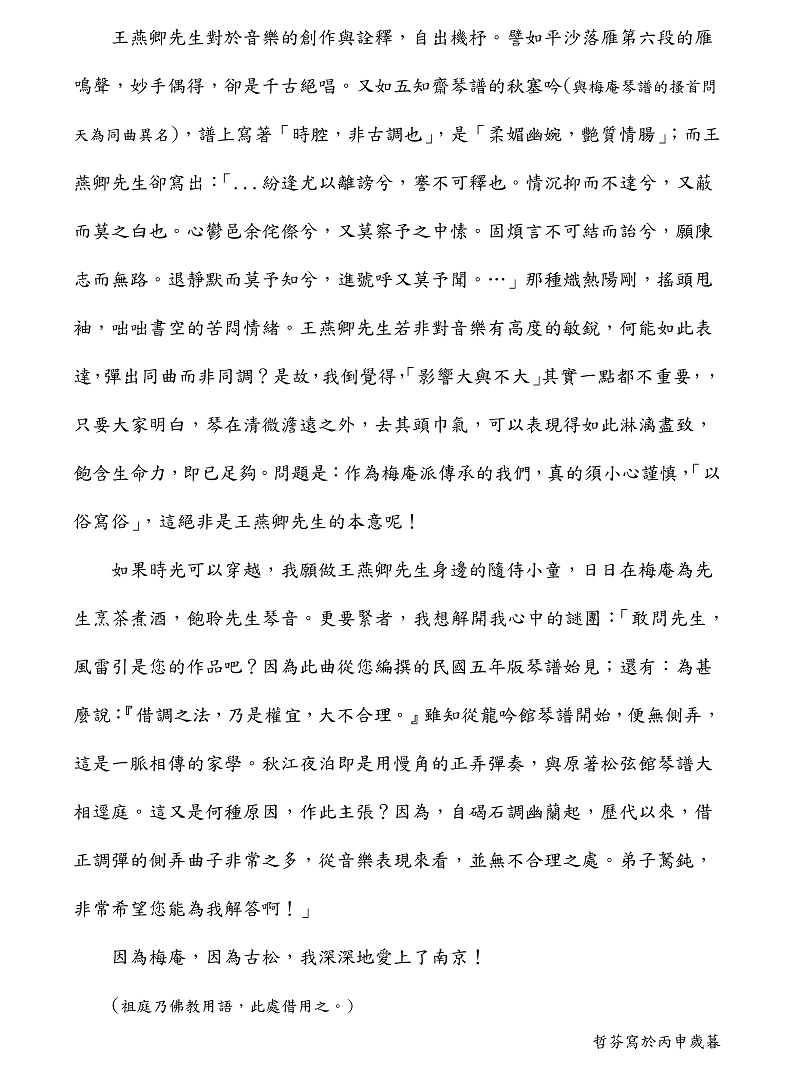 王燕卿先生對於音樂的創作與詮釋，自出機杼。譬如平沙落雁第六段的雁
鳴聲，妙手偶得，卻是千古絕唱。又如五知齋琴譜的秋塞吟(與梅庵琴譜的搔首問
天為同曲異名)，譜上寫著「時腔，非古調也」，是「柔媚幽婉，艷質情腸」；而王
燕卿先生卻寫出：「...紛逢尤以離謗兮，謇不可釋也。情沉抑而不達兮，又蔽
而莫之白也。心鬱邑余侘傺兮，又莫察予之中愫。固煩言不可結而詒兮，願陳
志而無路。退靜默而莫予知兮，進號呼又莫予聞。…」那種熾熱陽剛，搖頭甩
袖，咄咄書空的苦悶情緒。王燕卿先生若非對音樂有高度的敏銳，何能如此表
達，彈出同曲而非同調？是故，我倒覺得，「影響大與不大」其實一點都不重要，，
只要大家明白，琴在清微澹遠之外，去其頭巾氣，可以表現得如此淋漓盡致，
飽含生命力，即已足夠。問題是：作為梅庵派傳承的我們，真的須小心謹慎，「以
俗寫俗」，這絕非是王燕卿先生的本意呢！
如果時光可以穿越，我願做王燕卿先生身邊的隨侍小童，日日在梅庵為先
生烹茶煮酒，飽聆先生琴音。更要緊者，我想解開我心中的謎團：「敢問先生，
風雷引是您的作品吧？因為此曲從您編撰的民國五年版琴譜始見；還有：為甚
麼說：『借調之法，乃是權宜，大不合理。』雖知從龍吟館琴譜開始，便無側弄，
這是一脈相傳的家學。秋江夜泊即是用慢角的正弄彈奏，與原著松弦館琴譜大
相逕庭。這又是何種原因，作此主張？因為，自碣石調幽蘭起，歷代以來，借
正調彈的側弄曲子非常之多，從音樂表現來看，並無不合理之處。弟子駑鈍，
非常希望您能為我解答啊！」
因為梅庵，因為古松，我深深地愛上了南京！
(祖庭乃佛教用語，此處借用之。)
哲芬寫於丙申歲暮